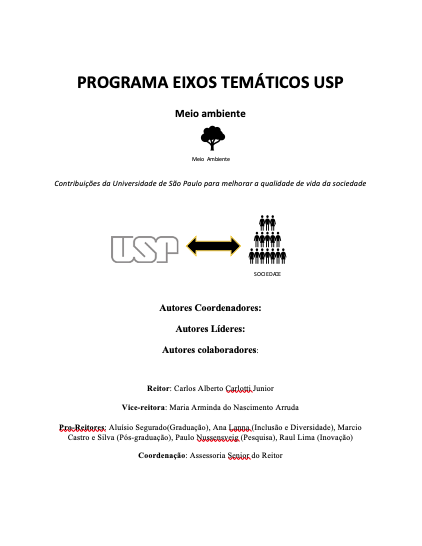 PROGRAMA EIXOS TEMÁTICOS USP
Meio ambiente
Meio Ambiente
Contribuições da Universidade de São Paulo para melhorar a qualidade de vida da sociedade
USP
SOCIEDADE
Autores Coordenadores:
Autores Líderes:
Autores colaboradores:
Reitor: Carlos Alberto Carlotti Junior
Vice-reitora: Maria Arminda do Nascimento Arruda
Pro-Reitores: Aluísio Segurado(Graduação), Ana Lanna (Inclusão e Diversidade), Marcio
Castro e Silva (Pós-graduação), Paulo Nussensveig (Pesquisa), Raul Lima (Inovação)
Coordenação: Assessoria Senior do Reitor